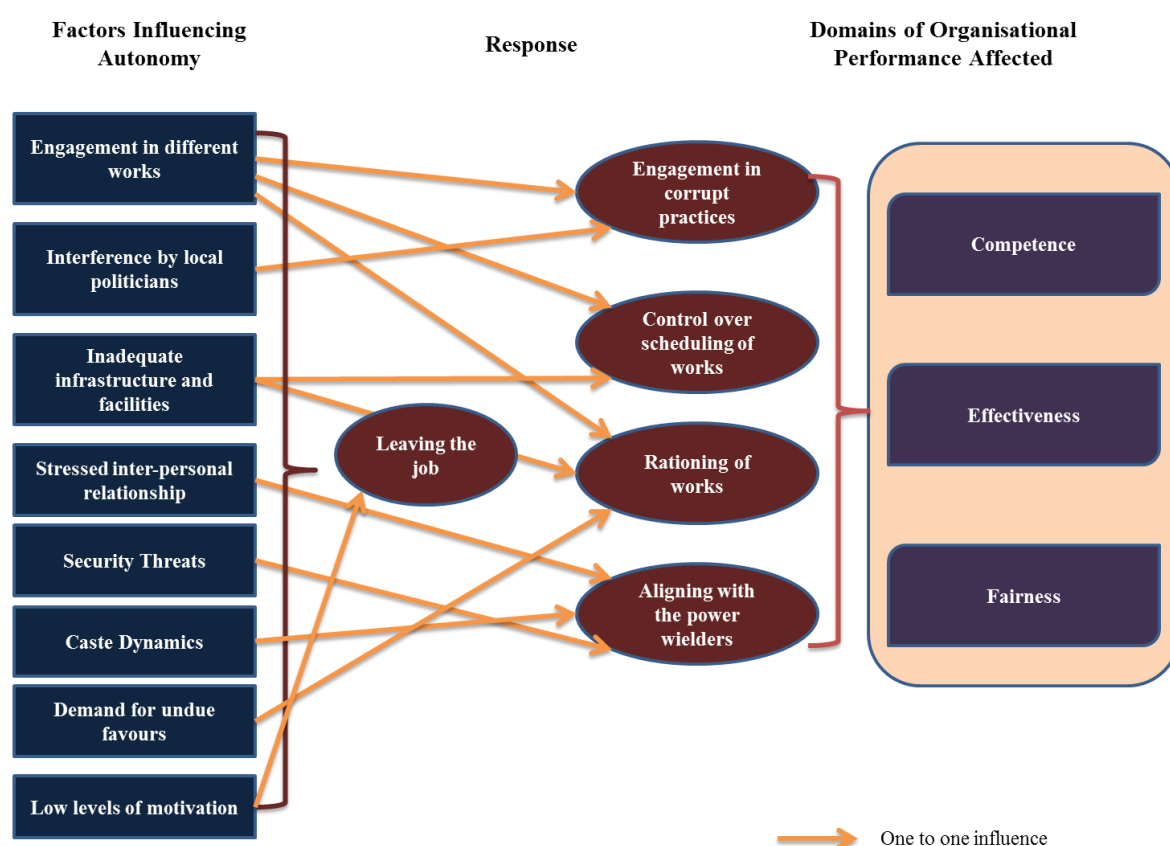 Factors Influencing
Autonomy
Response
Domains of Organisational
Performance Affected
Engagement in different
works
Interference by local
politicians
Inadequate
infrastructure and
facilities
Stressed inter-personal
relationship
Security Threats
Caste Dynamics
Demand for undue
favours
Low levels of motivation
Leaving the
job
Engagement in
corrupt
practices
Control over
scheduling of
works
Rationing of
works
Aligning with
the power
wielders
Competence
Effectiveness
Fairness
One to one influence